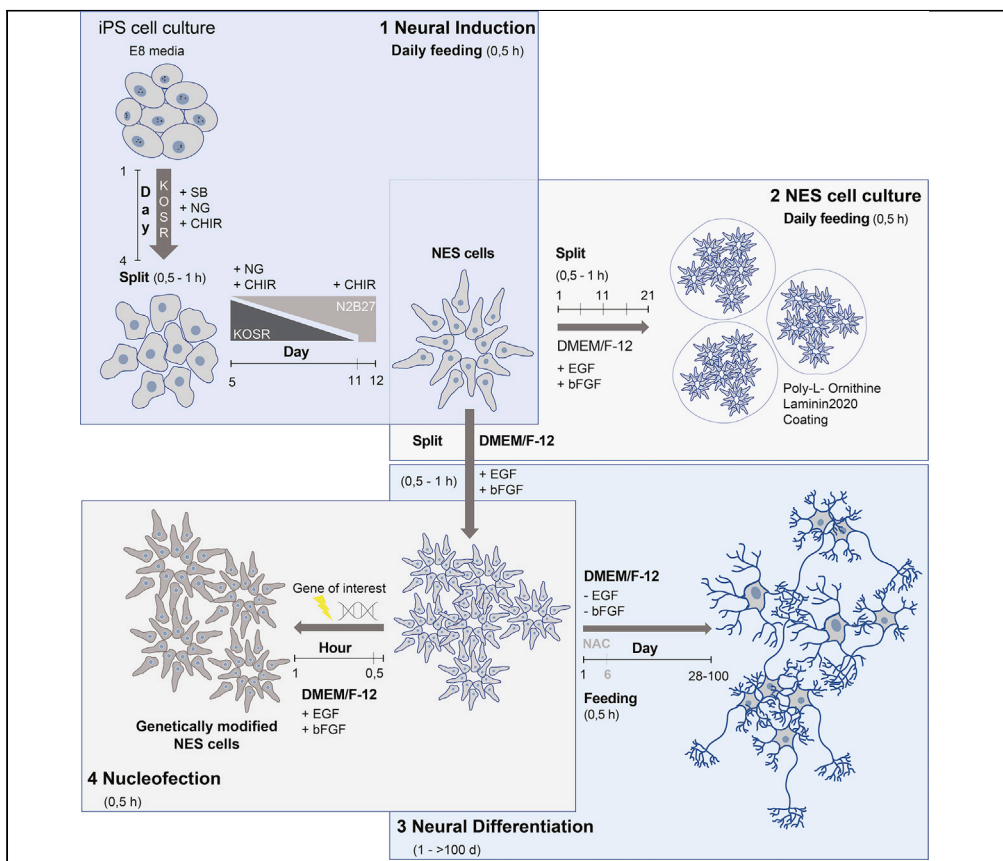 iPS cell culture
E8 media
1 Neural Induction
Daily feeding (0,5 h)
1
Day
4
KOSR
+ SB
+ NG
+ CHIR
Split (0,5 - 1 h)
+ NG
+ CHIR
+ CHIR
N2B27
KOSR
Day
5
11
12
NES cells
2 NES cell culture
Daily feeding (0,5 h)
Split
(0,5 - 1 h)
1
11
21
DMEM/F-12
+ EGF
+ bFGF
Poly-L- Ornithine
Laminin2020
Coating
Split
DMEM/F-12
(0,5 - 1 h)
+ EGF
+ bFGF
Gene of interest
Hour
1
0,5
DMEM/F-12
+ EGF
+ bFGF
Genetically modified
NES cells
4 Nucleofection
(0,5 h)
DMEM/F-12
- EGF
- bFGF
NAC
Day
1
6
28-100
Feeding
(0,5 h)
3 Neural Differentiation
(1 - >100 d)